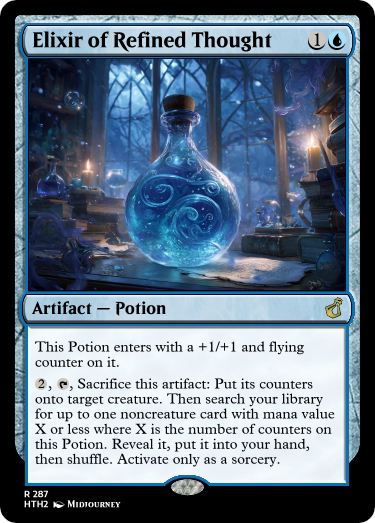 Elixir of Refined Thought 1
Artifact — Potion
This Potion enters with a +1/+1 and flying
counter on it.
2, , Sacrifice this artifact: Put its counters
onto target creature. Then search your library
for up to one noncreature card with mana value
X or less where X is the number of counters on
this Potion. Reveal it, put it into your hand,
then shuffle. Activate only as a sorcery.
R 287
HTH2 Midjourney